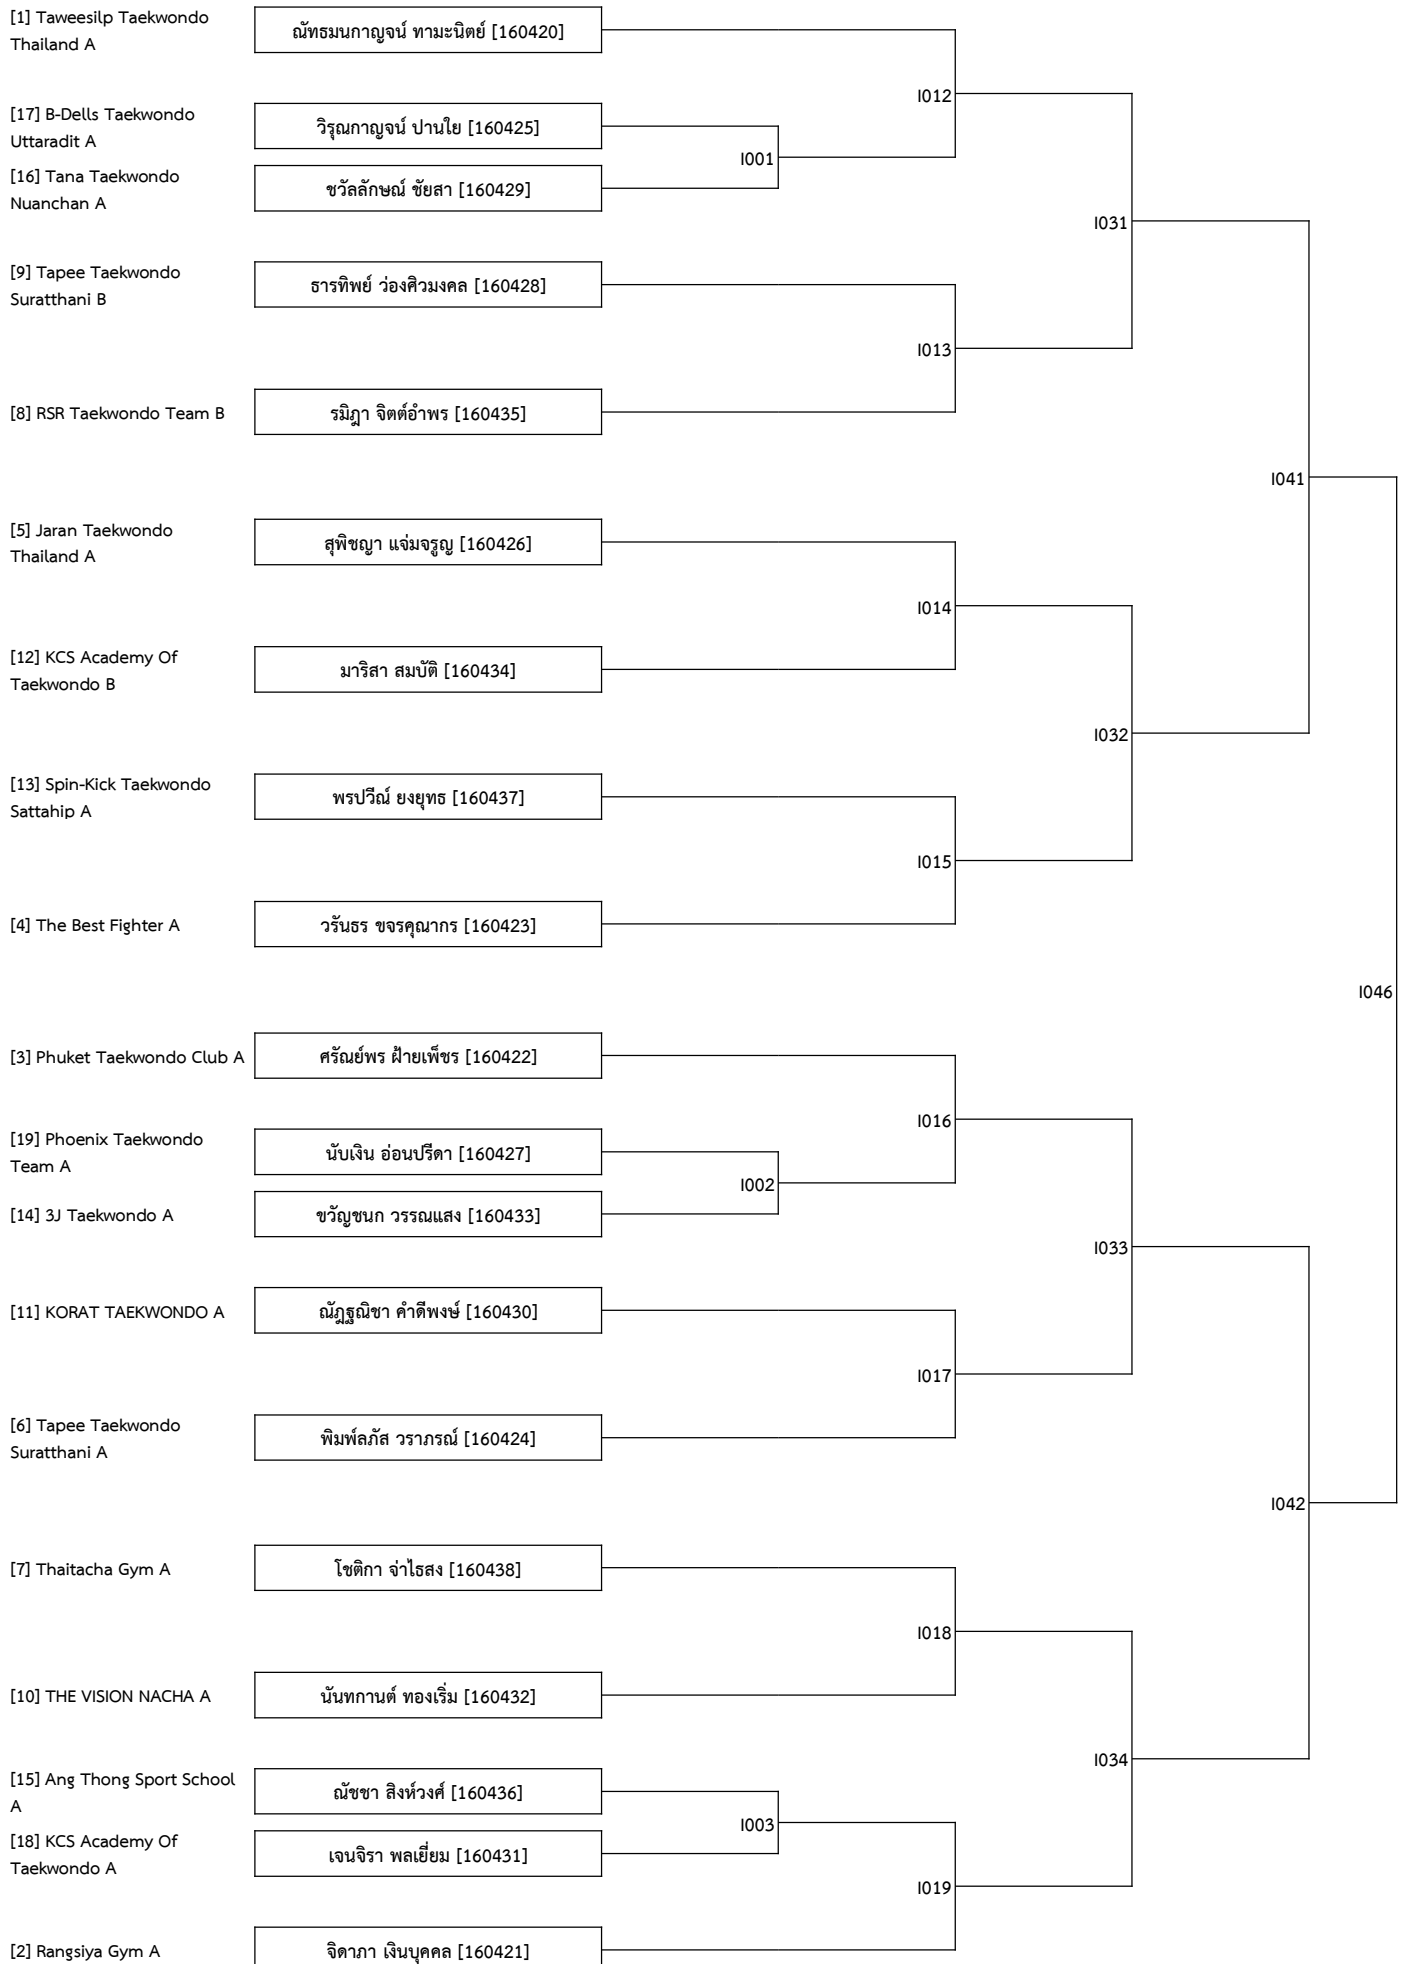 [1] Taweesilp Taekwondo
Thailand A
ณัทธมนกาญจน์ ทามะนิตย์ [160420]
I012
[17] B-Dells Taekwondo
Uttaradit A
วิรุณกาญจน์ ปานใย [160425]
I001
[16] Tana Taekwondo
Nuanchan A
ชวัลลักษณ์ ชัยสา [160429]
I031
[9] Tapee Taekwondo
Suratthani B
ธารทิพย์ ว่องศิวมงคล [160428]
I013
[8] RSR Taekwondo Team B
รมิฎา จิตต์อำพร [160435]
I041
[5] Jaran Taekwondo
Thailand A
สุพิชญา แจ่มจรูญ [160426]
I014
[12] KCS Academy Of
Taekwondo B
มาริสา สมบัติ [160434]
I032
[13] Spin-Kick Taekwondo
Sattahip A
พรปวีณ์ ยงยุทธ [160437]
I015
[4] The Best Fighter A
วรันธร ขจรคุณากร [160423]
I046
[3] Phuket Taekwondo Club A
ศรัณย์พร ฝ้ายเพ็ชร [160422]
I016
[19] Phoenix Taekwondo
Team A
นับเงิน อ่อนปรีดา [160427]
I002
[14] 3J Taekwondo A
ขวัญชนก วรรณแสง [160433]
I033
[11] KORAT TAEKWONDO A
ณัฎฐณิชา คำดีพงษ์ [160430]
I017
[6] Tapee Taekwondo
Suratthani A
พิมพ์ลภัส วราภรณ์ [160424]
I042
[7] Thaitacha Gym A
โชติกา จ่าไธสง [160438]
I018
[10] THE VISION NACHA A
นันทกานต์ ทองเริ่ม [160432]
I034
[15] Ang Thong Sport School
A
ณัชชา สิงห์วงศ์ [160436]
I003
[18] KCS Academy Of
Taekwondo A
เจนจิรา พลเยี่ยม [160431]
I019
[2] Rangsiya Gym A
จิดาภา เงินบุคคล [160421]